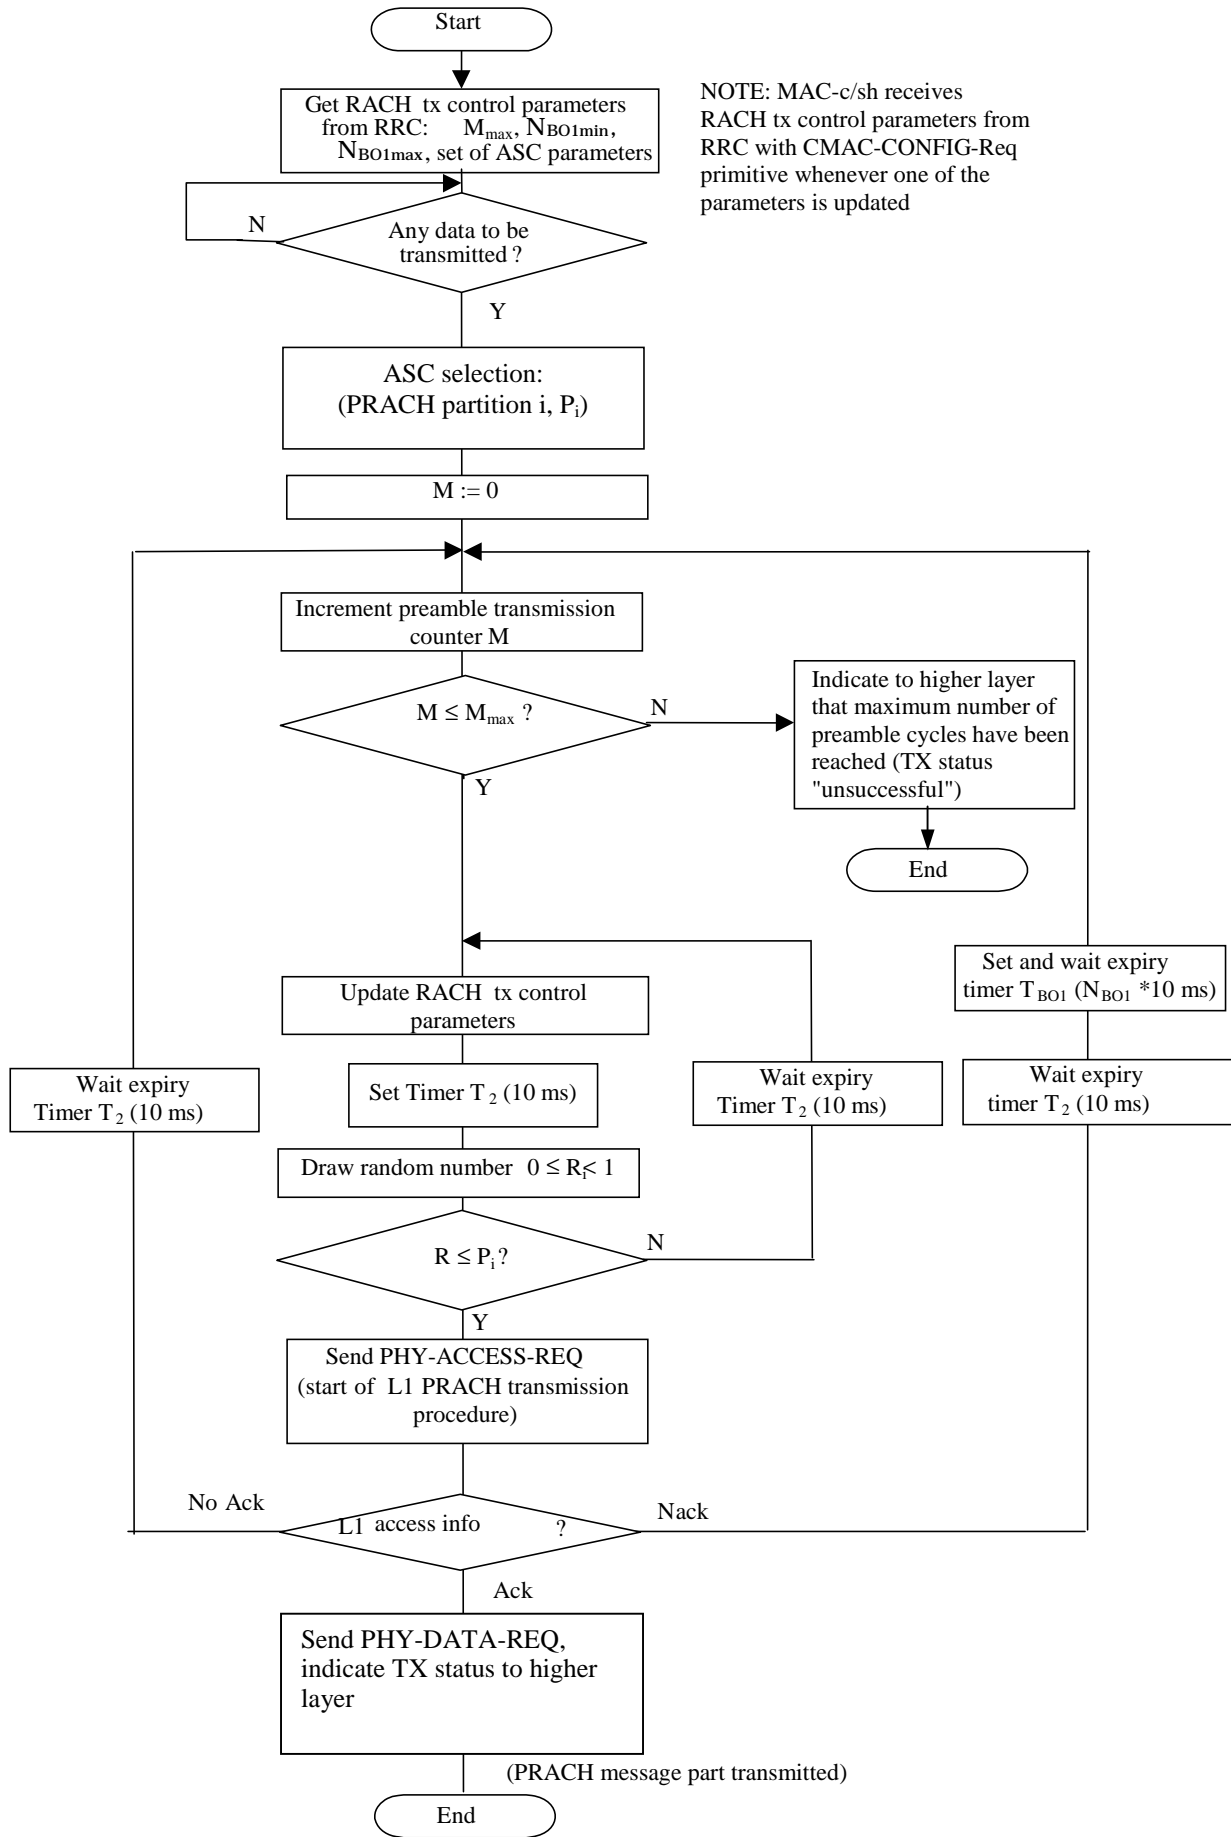 Start
Get RACH tx control parameters
from RRC: Mmax, NBO1min,
NBO1max, set of ASC parameters
NOTE: MAC-c/sh receives
RACH tx control parameters from
RRC with CMAC-CONFIG-Req
primitive whenever one of the
parameters is updated
N
Any data to be
transmitted ?
Y
ASC selection:
(PRACH partition i, Pi)
M := 0
Increment preamble transmission
counter M
M ≤ Mmax ?
N
Y
Indicate to higher layer
that maximum number of
preamble cycles have been
reached (TX status
"unsuccessful")
End
Set and wait expiry
timer TBO1 (NBO1 *10 ms)
Update RACH tx control
parameters
Wait expiry
Timer T2 (10 ms)
Set Timer T2 (10 ms)
Wait expiry
Timer T2 (10 ms)
Wait expiry
timer T2 (10 ms)
Draw random number 0 ≤ Ri< 1
R ≤ Pi?
N
Y
Send PHY-ACCESS-REQ
(start of L1 PRACH transmission
procedure)
No Ack
L1 access info ?
Nack
Ack
Send PHY-DATA-REQ,
indicate TX status to higher
layer
(PRACH message part transmitted)
End